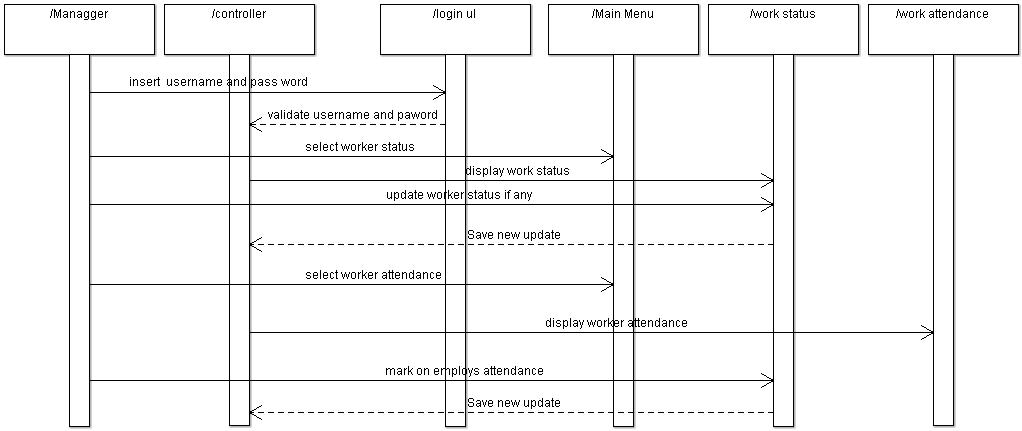 /Managger
/controller
/login uI
/Main Menu
/work status
/work attendance
insert username and pass word
validate username and paword
select worker status
display work status
update worker status if any
Save new update
select worker attendance
display worker attendance
mark on employs attendance
Save new update